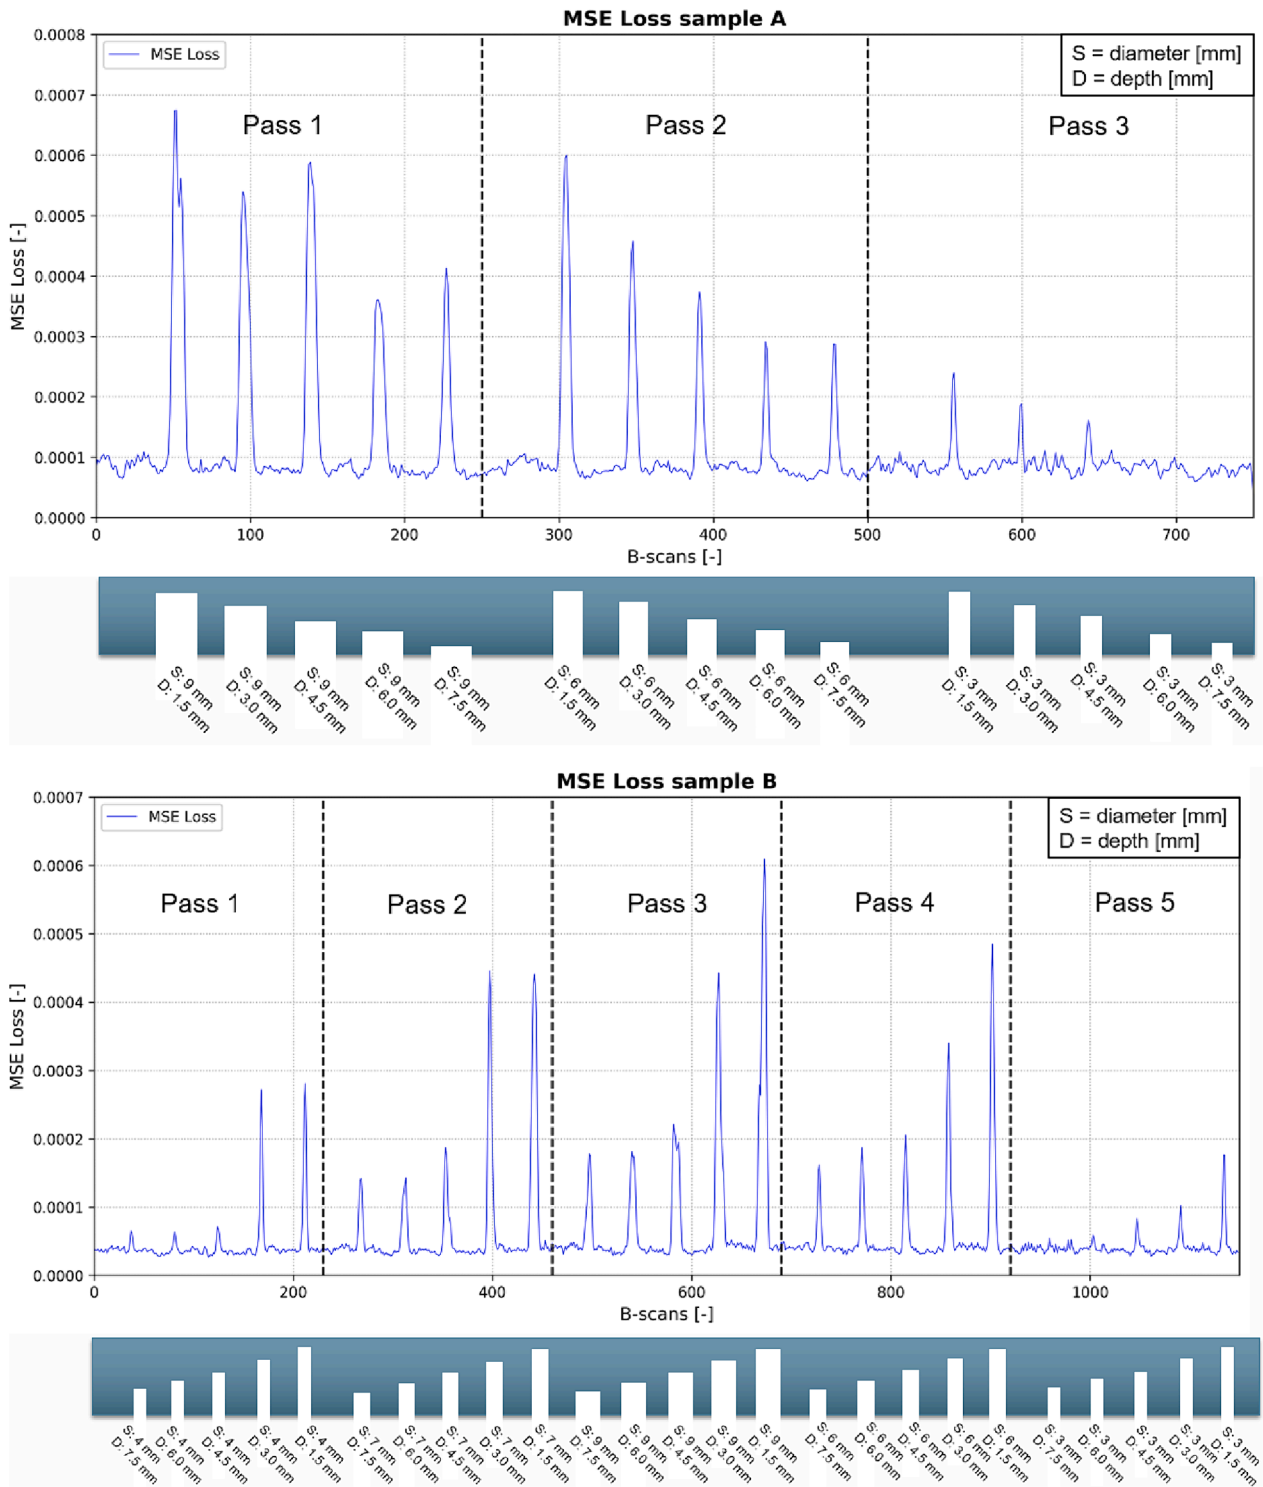 MSE Loss sample A
0.0008
0.0007
0.0006
0.0005
0.0004
0.0003
0.0002
0.0001
0.0000
MSE Loss [-]
MSE Loss
S = diameter [mm]
D = depth [mm]
Pass 1
Pass 2
Pass 3
0
100
200
300
400
500
600
700
B-scans [-]
S: 9 mm
D: 1.5 mm
S: 9 mm
D: 3.0 mm
S: 9 mm
D: 4.5 mm
S: 9 mm
D: 6.0 mm
S: 9 mm
D: 7.5 mm
S: 6 mm
D: 1.5 mm
S: 6 mm
D: 3.0 mm
S: 6 mm
D: 4.5 mm
S: 6 mm
D: 6.0 mm
S: 6 mm
D: 7.5 mm
S: 3 mm
D: 1.5 mm
S: 3 mm
D: 3.0 mm
S: 3 mm
D: 4.5 mm
S: 3 mm
D: 6.0 mm
S: 3 mm
D: 7.5 mm
MSE Loss sample B
0.0007
0.0006
0.0005
0.0004
0.0003
0.0002
0.0001
0.0000
MSE Loss [-]
MSE Loss
S = diameter [mm]
D = depth [mm]
Pass 1
Pass 2
Pass 3
Pass 4
Pass 5
0
200
400
600
800
1000
B-scans [-]
S: 4 mm
D: 7.5 mm
S: 4 mm
D: 6.0 mm
S: 4 mm
D: 4.5 mm
S: 4 mm
D: 3.0 mm
S: 4 mm
D: 1.5 mm
S: 7 mm
D: 7.5 mm
S: 7 mm
D: 6.0 mm
S: 7 mm
D: 4.5 mm
S: 7 mm
D: 3.0 mm
S: 7 mm
D: 1.5 mm
S: 9 mm
D: 7.5 mm
S: 9 mm
D: 6.0 mm
S: 9 mm
D: 4.5 mm
S: 9 mm
D: 3.0 mm
S: 9 mm
D: 1.5 mm
S: 6 mm
D: 7.5 mm
S: 6 mm
D: 6.0 mm
S: 6 mm
D: 4.5 mm
S: 6 mm
D: 3.0 mm
S: 6 mm
D: 1.5 mm
S: 3 mm
D: 7.5 mm
S: 3 mm
D: 6.0 mm
S: 3 mm
D: 4.5 mm
S: 3 mm
D: 3.0 mm
S: 3 mm
D: 1.5 mm